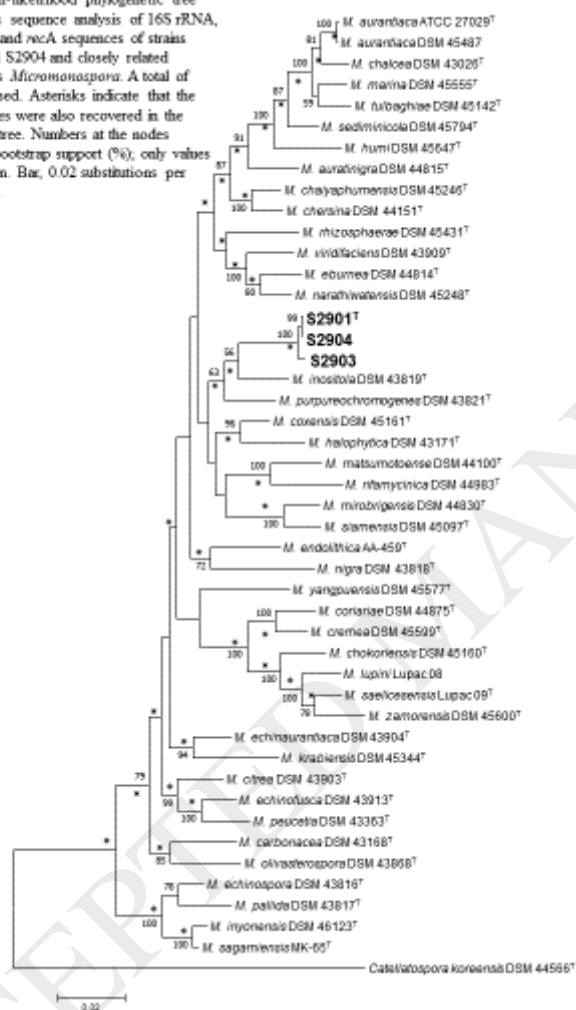 n-likelihood phylogenetic tree
s sequence analysis of 16S rRNA,
and recA sequences of strains
S2904 and closely related
s Micromonospora. A total of
sed. Asterisks indicate that the
es were also recovered in the
tree. Numbers at the nodes
bootstrap support (%); only values
n. Bar, 0.02 substitutions per
M. aurantiaca ATCC 27029T
M. aurantiaca DSM 45487
M. chalcea DSM 43026T
M. marina DSM 45555T
M. tulbaghiae DSM 45142T
M. sediminicola DSM 45794T
M. humi DSM 45647T
M. auratinigra DSM 44815T
M. chaiyaphumensis DSM 45246T
M. chersina DSM 44151T
M. rhizosphaerae DSM 45431T
M. viridifaciens DSM 43909T
M. eburnea DSM 44814T
M. narathiwatensis DSM 45248T
S2901T
S2904
S2903
M. inositola DSM 43819T
M. purpureochromogenes DSM 43821T
M. coxensis DSM 45161T
M. halophytica DSM 43171T
M. matsumotoense DSM 44100T
M. rifamycinica DSM 44983T
M. mirobrigensis DSM 44830T
M. siamensis DSM 45097T
M. endolithica AA-459T
M. nigra DSM 43818T
M. yangpuensis DSM 45577T
M. coriariae DSM 44875T
M. cremea DSM 45599T
M. chokoriensis DSM 45160T
M. lupini Lupac 08
M. saelicesensis Lupac 09T
M. zamorensis DSM 45600T
M. echinaurantiaca DSM 43904T
M. krabiensis DSM 45344T
M. citrea DSM 43903T
M. echinofusca DSM 43913T
M. peucetia DSM 43363T
M. carbonacea DSM 43168T
M. olivasterospora DSM 43868T
M. echinospora DSM 43816T
M. pallida DSM 43817T
M. inyonensis DSM 46123T
M. sagamiensis MK-65T
Catellatospora koreensis DSM 44566T
0.02